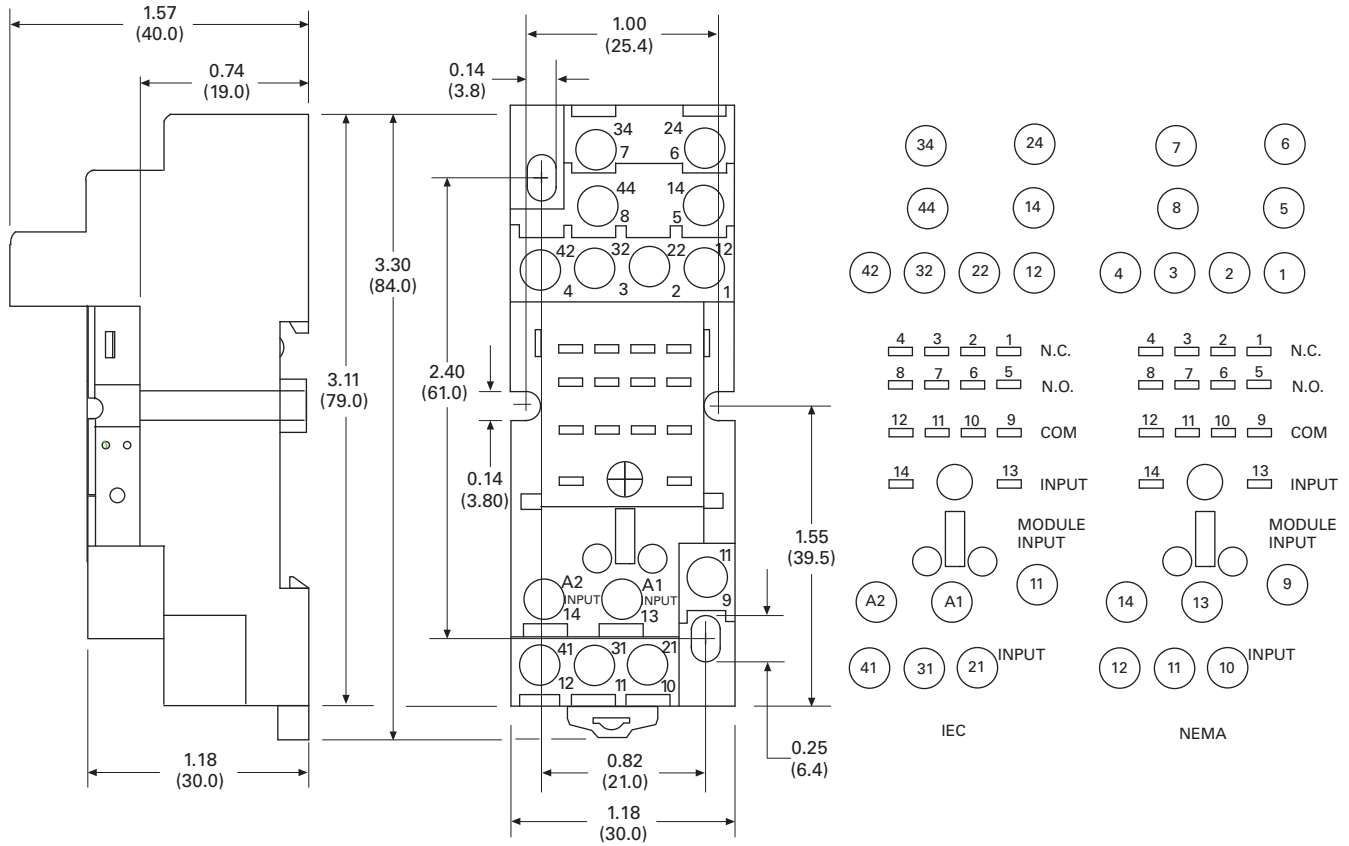 1.57
(40.0)
0.74
(19.0)
3.11
(79.0)
3.30
(84.0)
1.18
(30.0)
1.00
(25.4)
0.14
(3.8)
34
7
24
6
44
8
14
5
42
4
32
3
22
2
12
1
2.40
(61.0)
0.14
(3.80)
1.55
(39.5)
11
9
A2
INPUT
14
A1
INPUT
13
41
12
31
11
21
10
0.25
(6.4)
0.82
(21.0)
1.18
(30.0)
34 24
44 14
42 32 22 12
4 3 2 1 N.C.
8 7 6 5 N.O.
12 11 10 9 COM
14 13 INPUT
MODULE
INPUT
11
A2 A1
41 31 21 INPUT
IEC
7 6
8 5
4 3 2 1
4 3 2 1 N.C.
8 7 6 5 N.O.
12 11 10 9 COM
14 13 INPUT
MODULE
INPUT
9
14 13
12 11 10 INPUT
NEMA